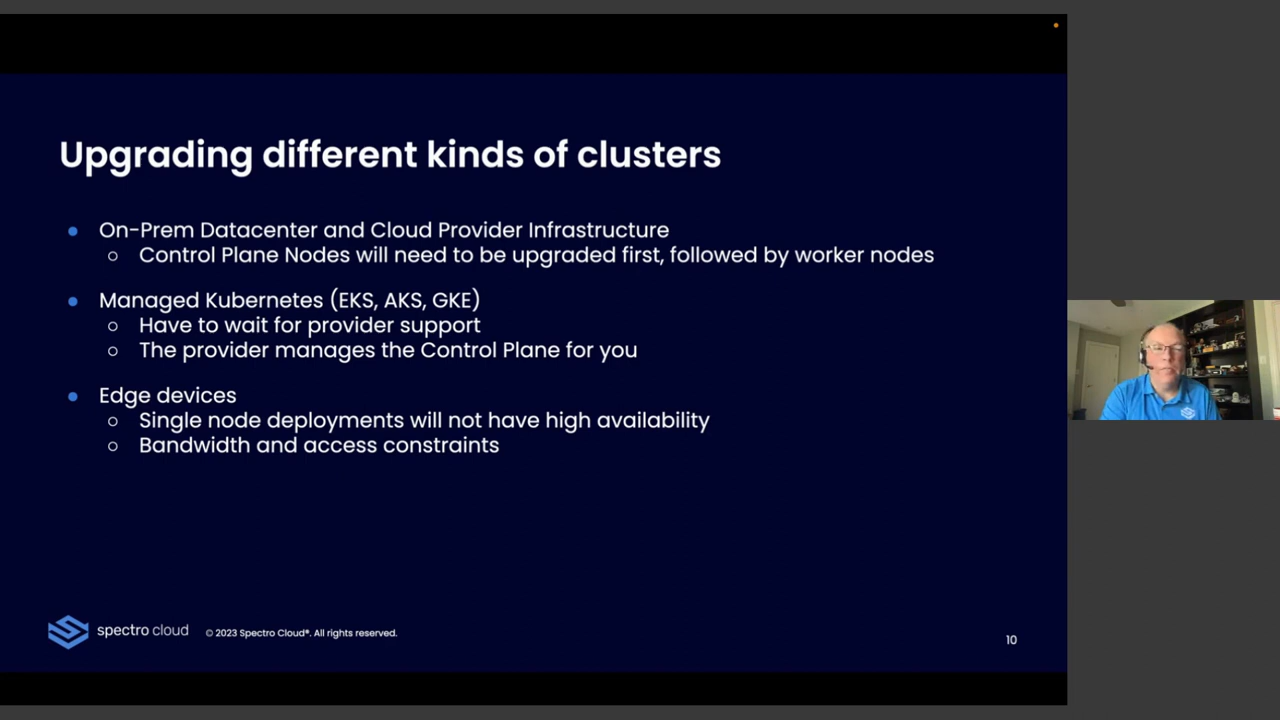 Upgrading different kinds of clusters
● On-Prem Datacenter and Cloud Provider Infrastructure
○ Control Plane Nodes will need to be upgraded first, followed by worker nodes
● Managed Kubernetes (EKS, AKS, GKE)
○ Have to wait for provider support
○ The provider manages the Control Plane for you
● Edge devices
○ Single node deployments will not have high availability
○ Bandwidth and access constraints
spectro cloud
© 2023 Spectro Cloud®. All rights reserved.
10